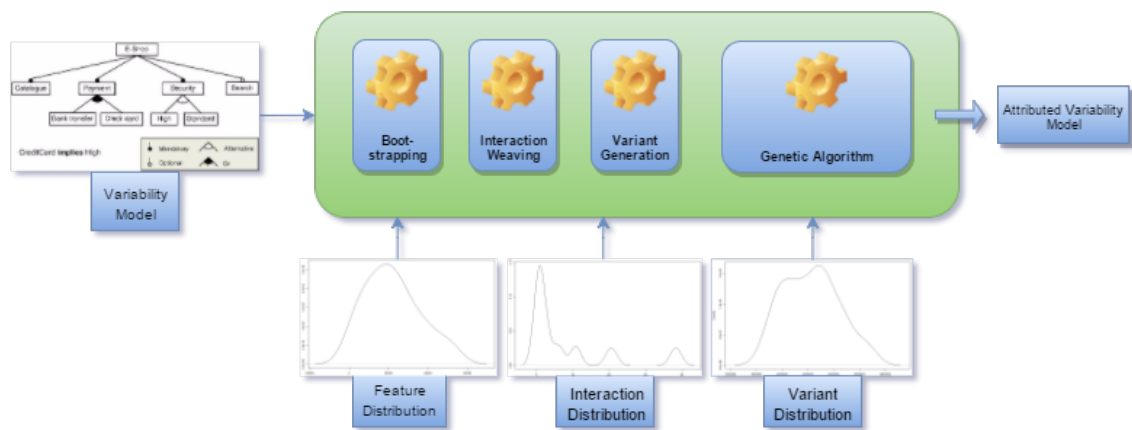 E-Shop
Catalogue
Payment
Security
Search
Bank transfer
Credit card
High
Standard
CreditCard implies High
Mandatory
Alternative
Optional
Or
Variability
Model
Boot-
strapping
Interaction
Weaving
Variant
Generation
Genetic Algorithm
Attributed Variability
Model
Feature
Distribution
Interaction
Distribution
Variant
Distribution